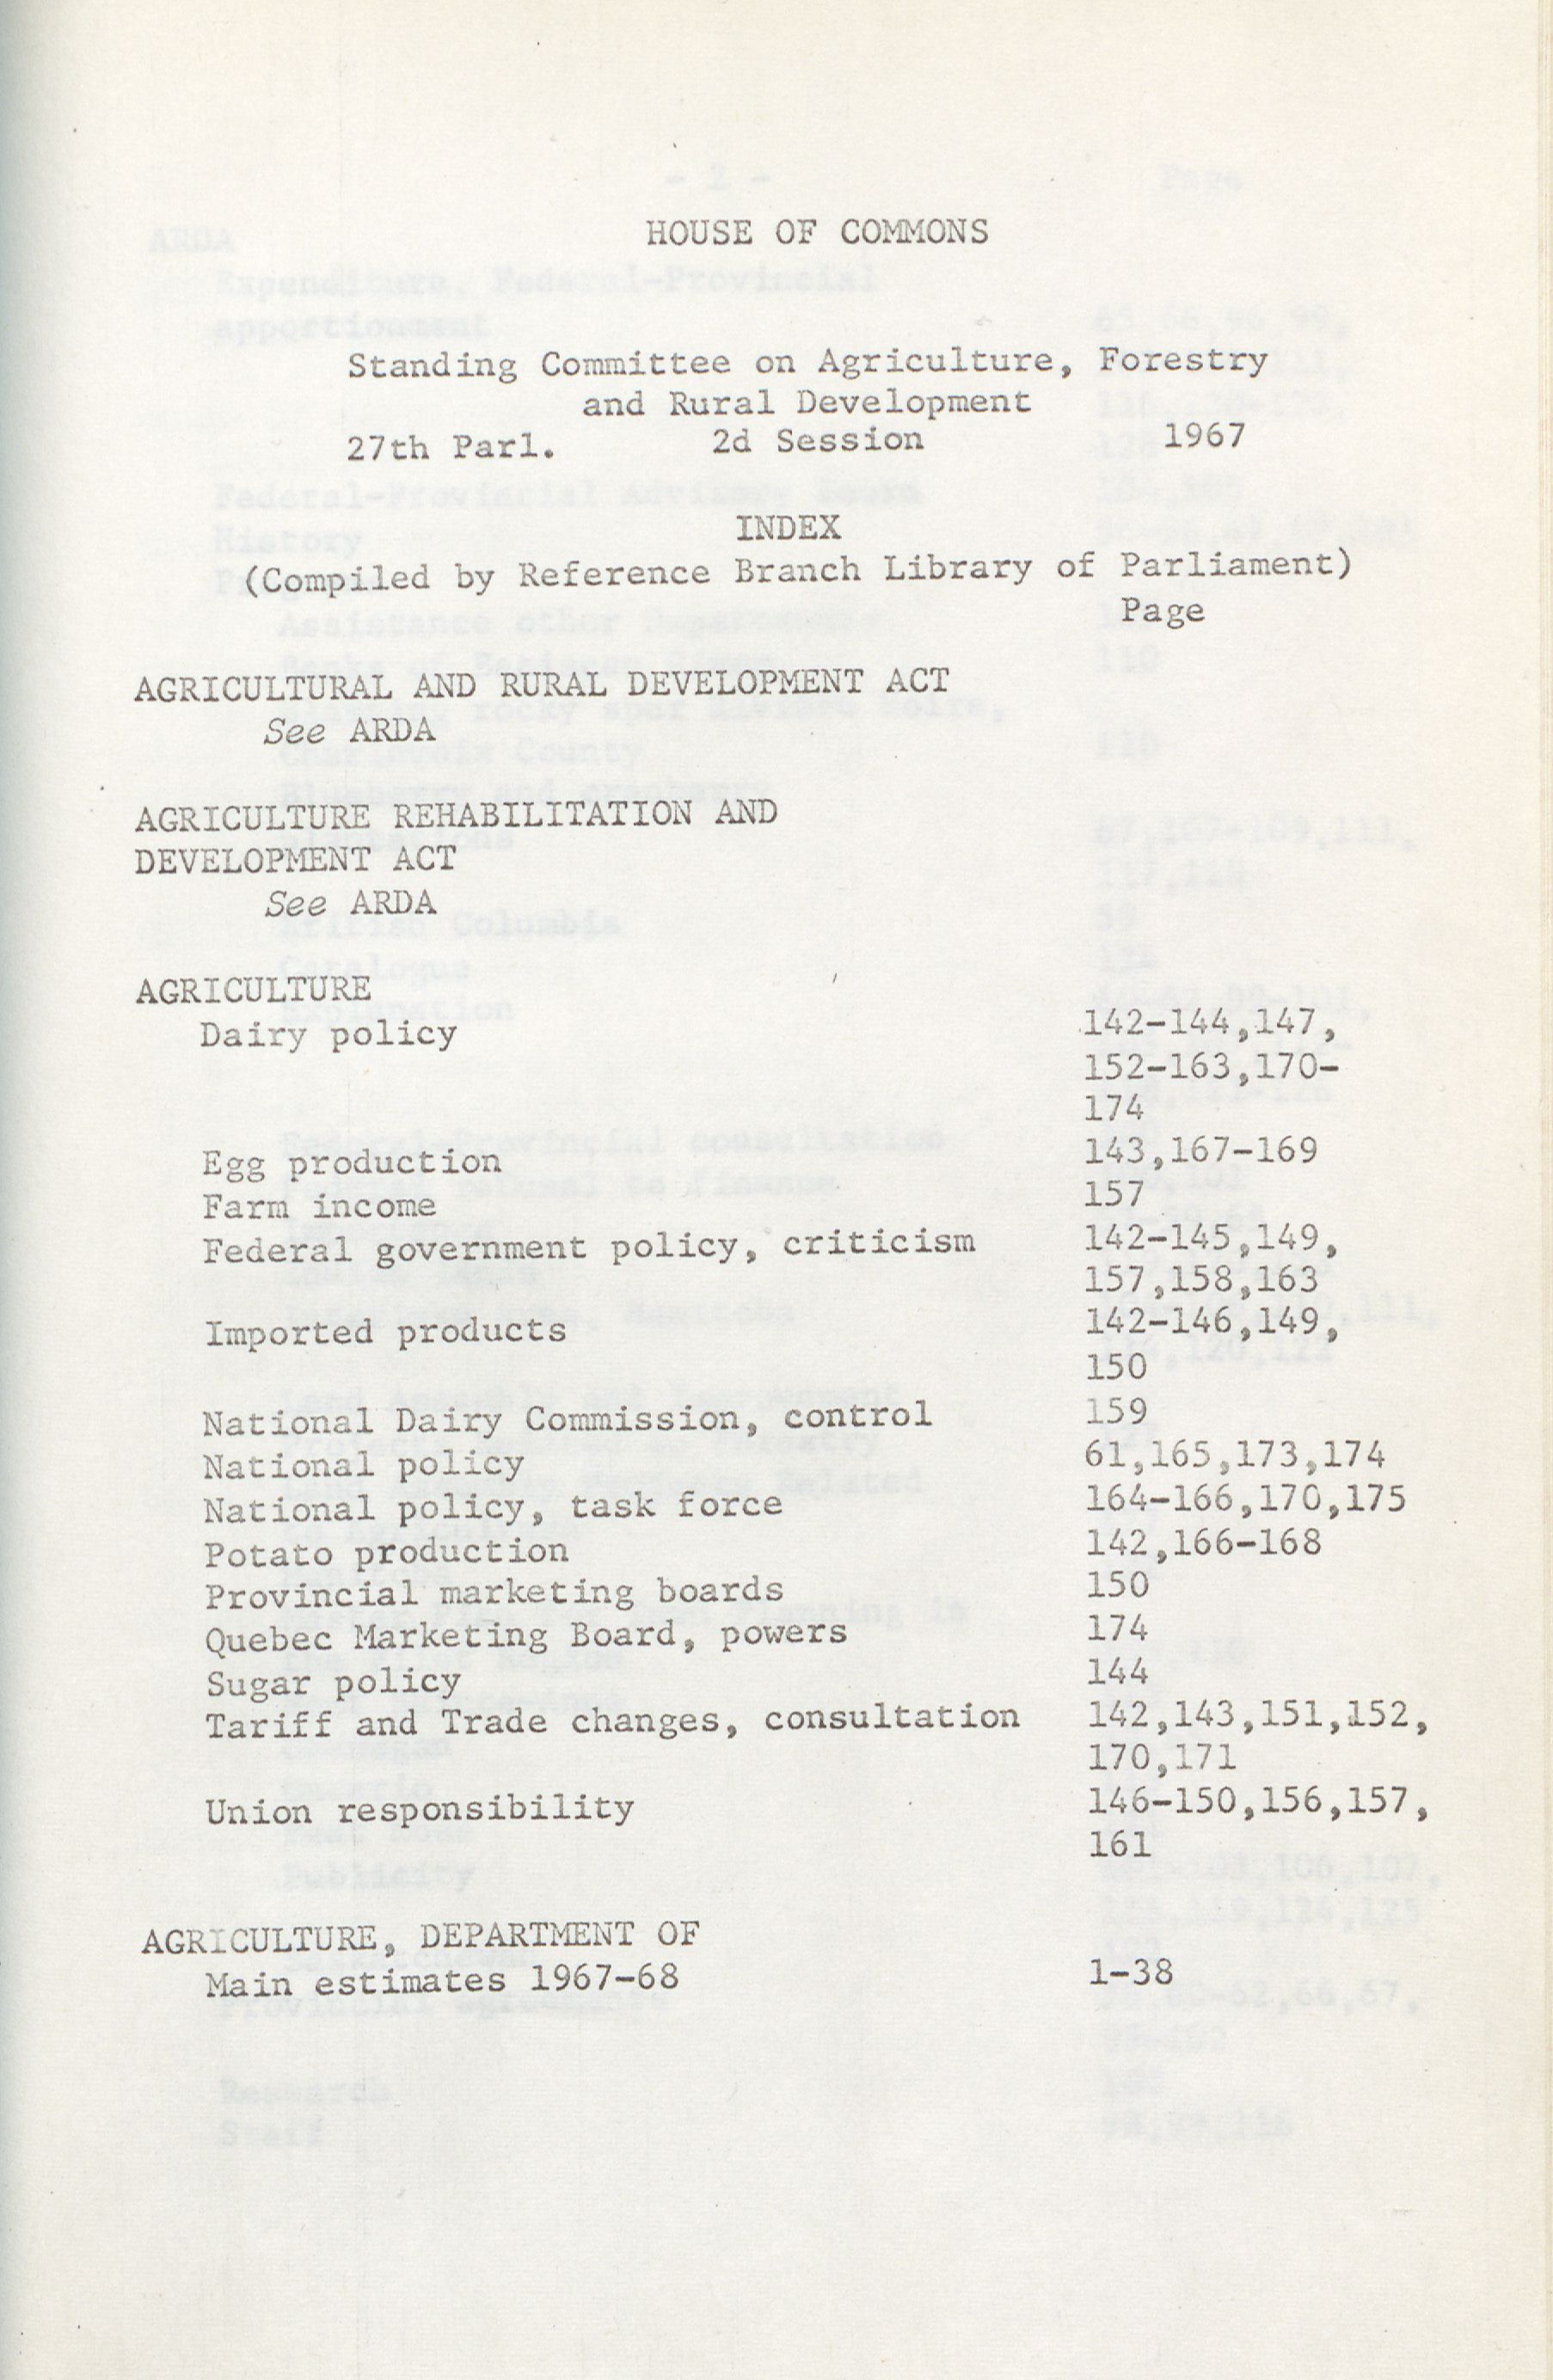 HOUSE OF COMMONS
Standing Committee on Agriculture, Forestry
and Rural Development
27th Parl. 2d Session 1967
INDEX
(Compiled by Reference Branch Library of Parliament)
Page
AGRICULTURAL AND RURAL DEVELOPMENT ACT
See ARDA
AGRICULTURE REHABILITATION AND
DEVELOPMENT ACT
See ARDA
AGRICULTURE
Dairy policy 142-144,147,
152-163,170-
174
Egg production 143,167-169
Farm income 157
Federal government policy, criticism 142-145,149,
157,158,163
Imported products 142-146,149,
150
National Dairy Commission, control 159
National policy 61,165,173,174
National policy, task force 164-166,170,175
Potato production 142,166-168
Provincial marketing boards 150
Quebec Marketing Board, powers 174
Sugar policy 144
Tariff and Trade changes, consultation 142,143,151,152,
170,171
Union responsibility 146-150,156,157,
161
AGRICULTURE, DEPARTMENT OF
Main estimates 1967-68 1-38